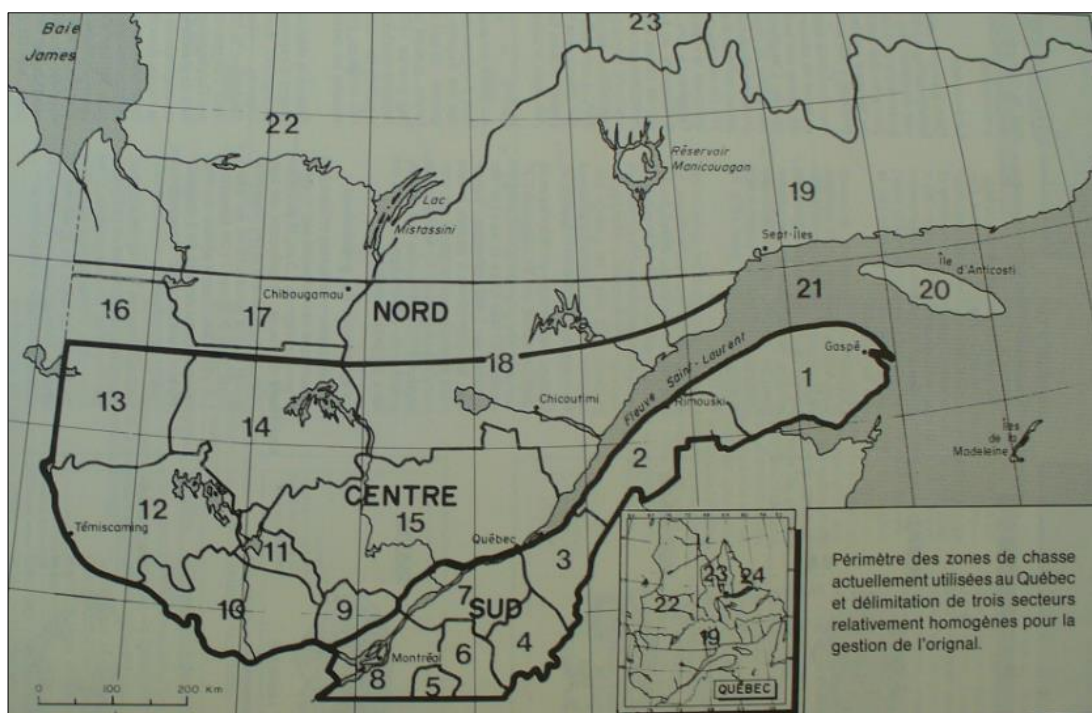 23
Baie
James
22
Réservoir
Manicouagan
19
Lac
Mistassini
Sept-Îles
Île
d'Anticosti
20
21
Chibougamau
16
17
NORD
Gaspé
1
18
Fleuve Saint-Laurent
13
Chicoutimi
Rimouski
14
Îles
de la
Madeleine
2
12
CENTRE
15
Témiscaming
Québec
11
3
10
9
7
SUD
4
Montréal
6
8
5
0 100 200 Km
23
24
22
19
QUÉBEC
Périmètre des zones de chasse
actuellement utilisées au Québec
et délimitation de trois secteurs
relativement homogènes pour la
gestion de l'orignal.